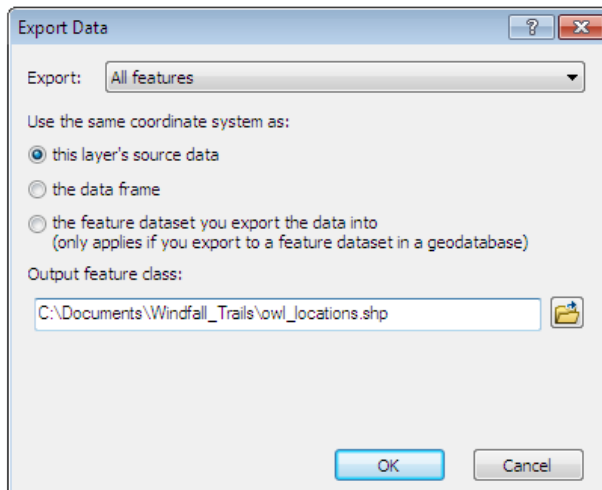 Export Data
Export: All features
Use the same coordinate system as:
this layer's source data
the data frame
the feature dataset you export the data into
(only applies if you export to a feature dataset in a geodatabase)
Output feature class:
C:\Documents\Windfall_Trails\owl_locations.shp
OK Cancel